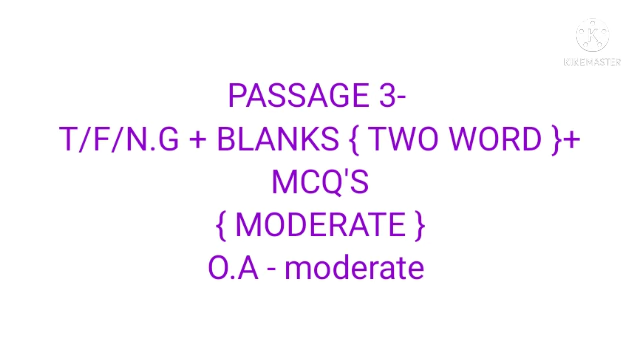 KINEMASTER
PASSAGE 3-
T/F/N.G + BLANKS { TWO WORD }+
MCQ'S
{ MODERATE }
O.A - moderate